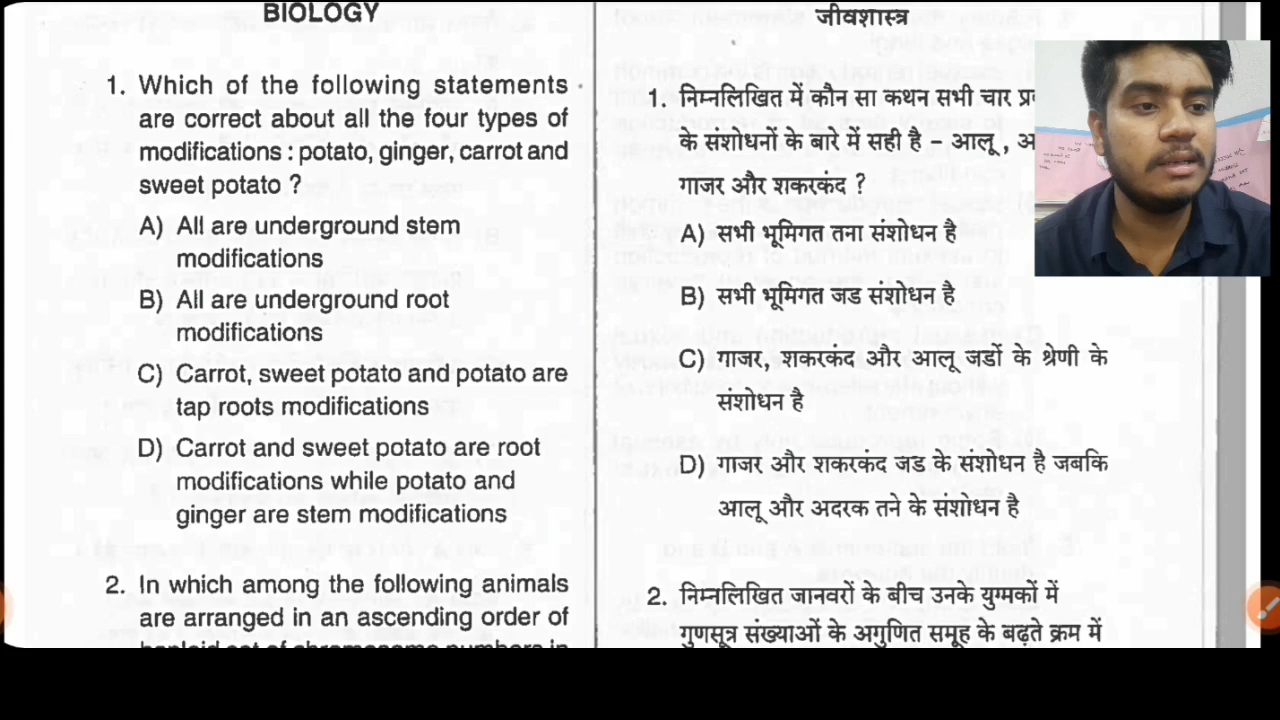 BIOLOGY
1. Which of the following statements
are correct about all the four types of
modifications : potato, ginger, carrot and
sweet potato ?
A) All are underground stem
modifications
B) All are underground root
modifications
C) Carrot, sweet potato and potato are
tap roots modifications
D) Carrot and sweet potato are root
modifications while potato and
ginger are stem modifications
2. In which among the following animals
are arranged in an ascending order of
haploid set of chromosome numbers in
जीवशास्त्र
1. निम्नलिखित में कौन सा कथन सभी चार
के संशोधनों के बारे में सही है – आलू ,
गाजर और शकरकंद ?
A) सभी भूमिगत तना संशोधन है
B) सभी भूमिगत जड संशोधन है
C) गाजर, शकरकंद और आलू जडों के श्रेणी के
संशोधन है
D) गाजर और शकरकंद जड के संशोधन है जबकि
आलू और अदरक तने के संशोधन है
2. निम्नलिखित जानवरों के बीच उनके युग्मकों में
गुणसूत्र संख्याओं के अगुणित समूह के बढ़ते क्रम में